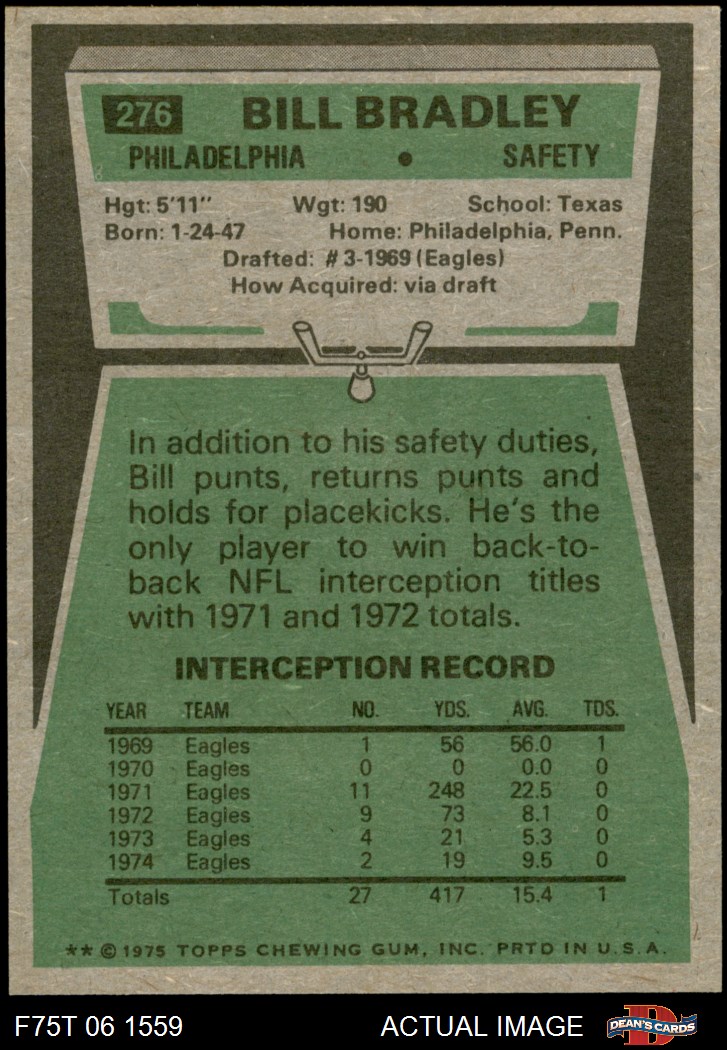 276 BILL BRADLEY
PHILADELPHIA • SAFETY
Hgt: 5'11" Wgt: 190 School: Texas
Born: 1-24-47 Home: Philadelphia, Penn.
Drafted: #3-1969 (Eagles)
How Acquired: via draft
In addition to his safety duties,
Bill punts, returns punts and
holds for placekicks. He's the
only player to win back-to-
back NFL interception titles
with 1971 and 1972 totals.
INTERCEPTION RECORD
YEAR TEAM NO. YDS. AVG. TDS.
1969 Eagles 1 56 56.0 1
1970 Eagles 0 0 0.0 0
1971 Eagles 11 248 22.5 0
1972 Eagles 9 73 8.1 0
1973 Eagles 4 21 5.3 0
1974 Eagles 2 19 9.5 0
Totals 27 417 15.4 1
** © 1975 TOPPS CHEWING GUM, INC. PRTD IN U.S.A.
F75T 06 1559 ACTUAL IMAGE DEAN'S CARDS